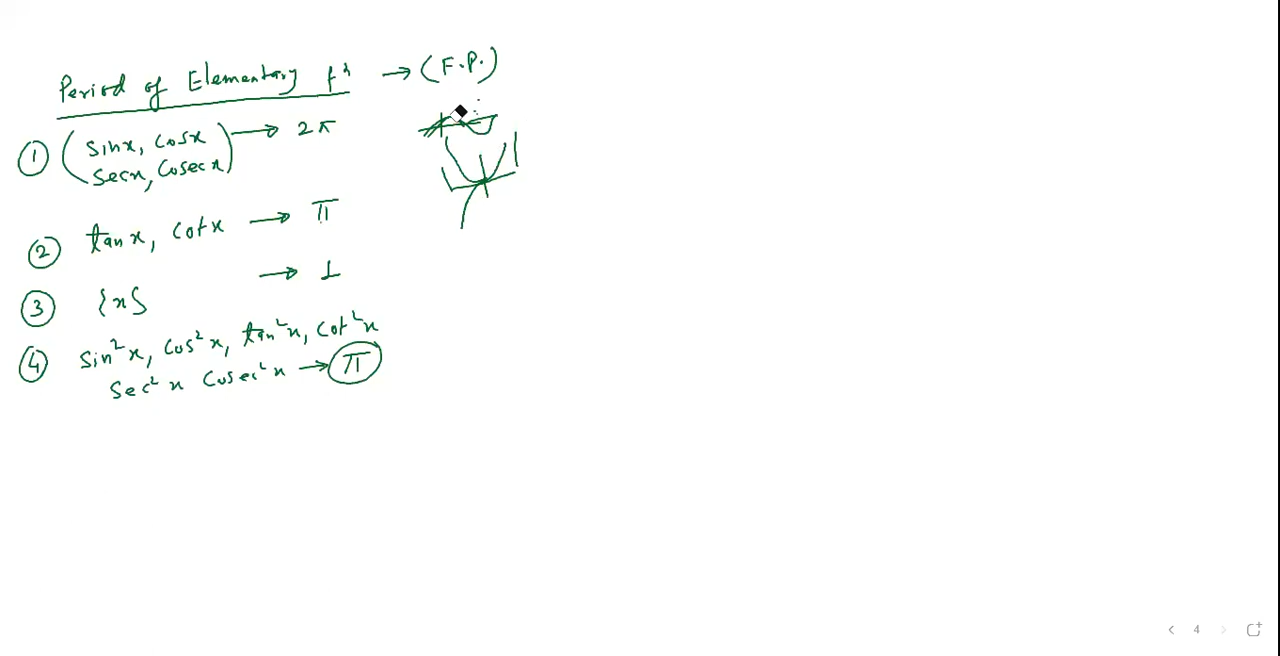 Period of Elementary fⁿ → (F.P.)
① (sinx, cosx
secx, cosecx) → 2π
② tanx, cotx → π
③ {x} → 1
④ sin²x, cos²x, tan²x, cot²x
sec²x cosec²x → π
4